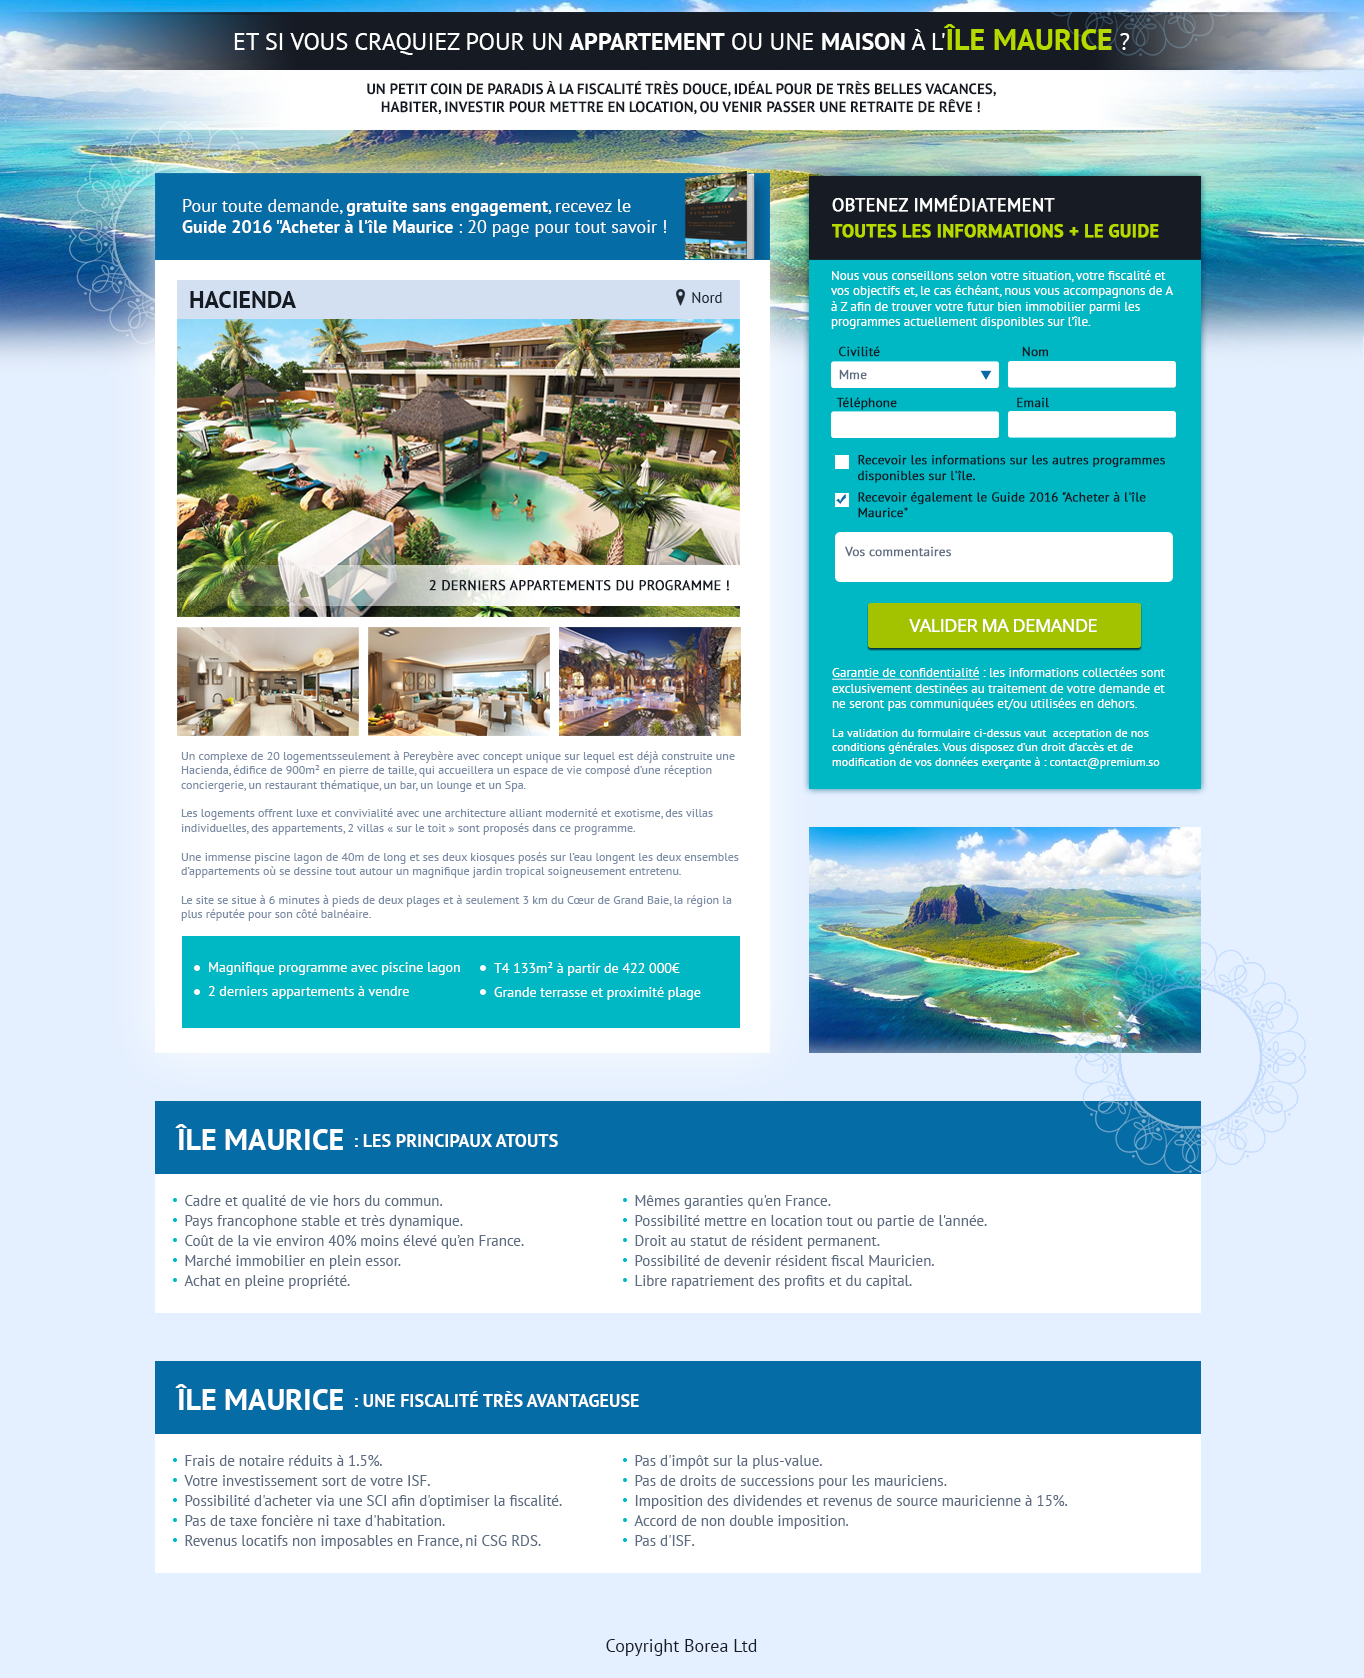 ET SI VOUS CRAQUIEZ POUR UN APPARTEMENT OU UNE MAISON À L'ÎLE MAURICE ?
UN PETIT COIN DE PARADIS À LA FISCALITÉ TRÈS DOUCE, IDÉAL POUR DE TRÈS BELLES VACANCES,
HABITER, INVESTIR POUR METTRE EN LOCATION, OU VENIR PASSER UNE RETRAITE DE RÊVE !
Pour toute demande, gratuite sans engagement, recevez le
Guide 2016 "Acheter à l'île Maurice : 20 page pour tout savoir !
HACIENDA
Nord
2 DERNIERS APPARTEMENTS DU PROGRAMME !
Un complexe de 20 logementsseulement à Pereybère avec concept unique sur lequel est déjà construite une
Hacienda, édifice de 900m² en pierre de taille, qui accueillera un espace de vie composé d'une réception
conciergerie, un restaurant thématique, un bar, un lounge et un Spa.
Les logements offrent luxe et convivialité avec une architecture alliant modernité et exotisme, des villas
individuelles, des appartements, 2 villas « sur le toit » sont proposés dans ce programme.
Une immense piscine lagon de 40m de long et ses deux kiosques posés sur l'eau longent les deux ensembles
d'appartements où se dessine tout autour un magnifique jardin tropical soigneusement entretenu.
Le site se situe à 6 minutes à pieds de deux plages et à seulement 3 km du Cœur de Grand Baie, la région la
plus réputée pour son côté balnéaire.
• Magnifique programme avec piscine lagon
• 2 derniers appartements à vendre
• T4 133m² à partir de 422 000€
• Grande terrasse et proximité plage
OBTENEZ IMMÉDIATEMENT
TOUTES LES INFORMATIONS + LE GUIDE
Nous vous conseillons selon votre situation, votre fiscalité et
vos objectifs et, le cas échéant, nous vous accompagnons de A
à Z afin de trouver votre futur bien immobilier parmi les
programmes actuellement disponibles sur l'île.
Civilité
Nom
Mme
Téléphone
Email
Recevoir les informations sur les autres programmes
disponibles sur l'île.
Recevoir également le Guide 2016 "Acheter à l'île
Maurice"
Vos commentaires
VALIDER MA DEMANDE
Garantie de confidentialité : les informations collectées sont
exclusivement destinées au traitement de votre demande et
ne seront pas communiquées et/ou utilisées en dehors.
La validation du formulaire ci-dessus vaut acceptation de nos
conditions générales. Vous disposez d'un droit d'accès et de
modification de vos données exerçante à : contact@premium.so
ÎLE MAURICE : LES PRINCIPAUX ATOUTS
• Cadre et qualité de vie hors du commun.
• Pays francophone stable et très dynamique.
• Coût de la vie environ 40% moins élevé qu'en France.
• Marché immobilier en plein essor.
• Achat en pleine propriété.
• Mêmes garanties qu'en France.
• Possibilité mettre en location tout ou partie de l'année.
• Droit au statut de résident permanent.
• Possibilité de devenir résident fiscal Mauricien.
• Libre rapatriement des profits et du capital.
ÎLE MAURICE : UNE FISCALITÉ TRÈS AVANTAGEUSE
• Frais de notaire réduits à 1.5%.
• Votre investissement sort de votre ISF.
• Possibilité d'acheter via une SCI afin d'optimiser la fiscalité.
• Pas de taxe foncière ni taxe d'habitation.
• Revenus locatifs non imposables en France, ni CSG RDS.
• Pas d'impôt sur la plus-value.
• Pas de droits de successions pour les mauriciens.
• Imposition des dividendes et revenus de source mauricienne à 15%.
• Accord de non double imposition.
• Pas d'ISF.
Copyright Borea Ltd